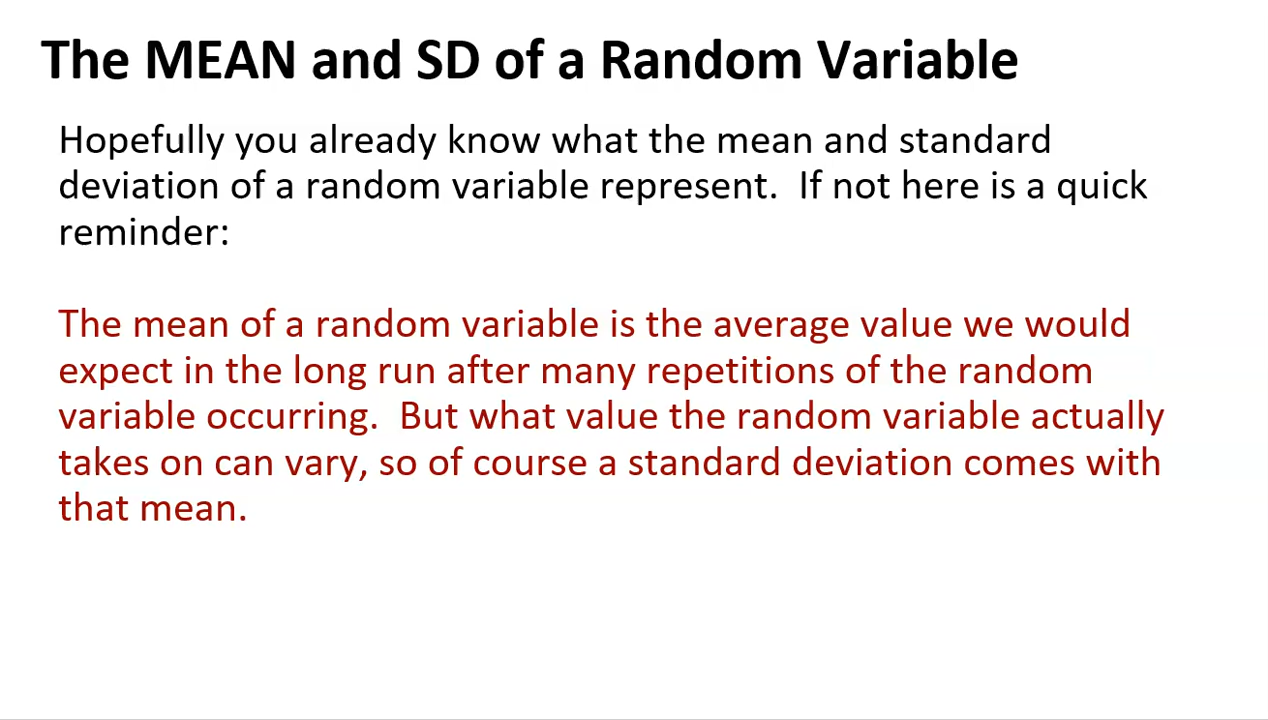 The MEAN and SD of a Random Variable
Hopefully you already know what the mean and standard
deviation of a random variable represent.  If not here is a quick
reminder:
The mean of a random variable is the average value we would
expect in the long run after many repetitions of the random
variable occurring.  But what value the random variable actually
takes on can vary, so of course a standard deviation comes with
that mean.